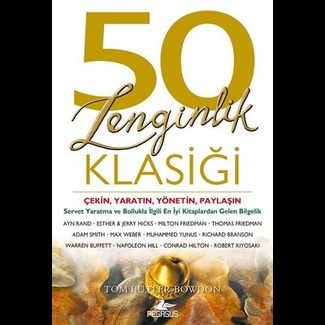 50
Zenginlik
KLASİĞİ
ÇEKİN, YARATIN, YÖNETİN, PAYLAŞIN
Servet Yaratma ve Bollukla İlgili En İyi Kitaplardan Gelen Bilgelik
AYN RAND - ESTHER & JERRY HICKS - MILTON FRIEDMAN - THOMAS FRIEDMAN
ADAM SMITH - MAX WEBER - MUHAMMED YUNUS - RICHARD BRANSON
WARREN BUFFETT - NAPOLEON HILL - CONRAD HILTON - ROBERT KIYOSAKI
TOM BUTLER-BOWDON
PEGASUS